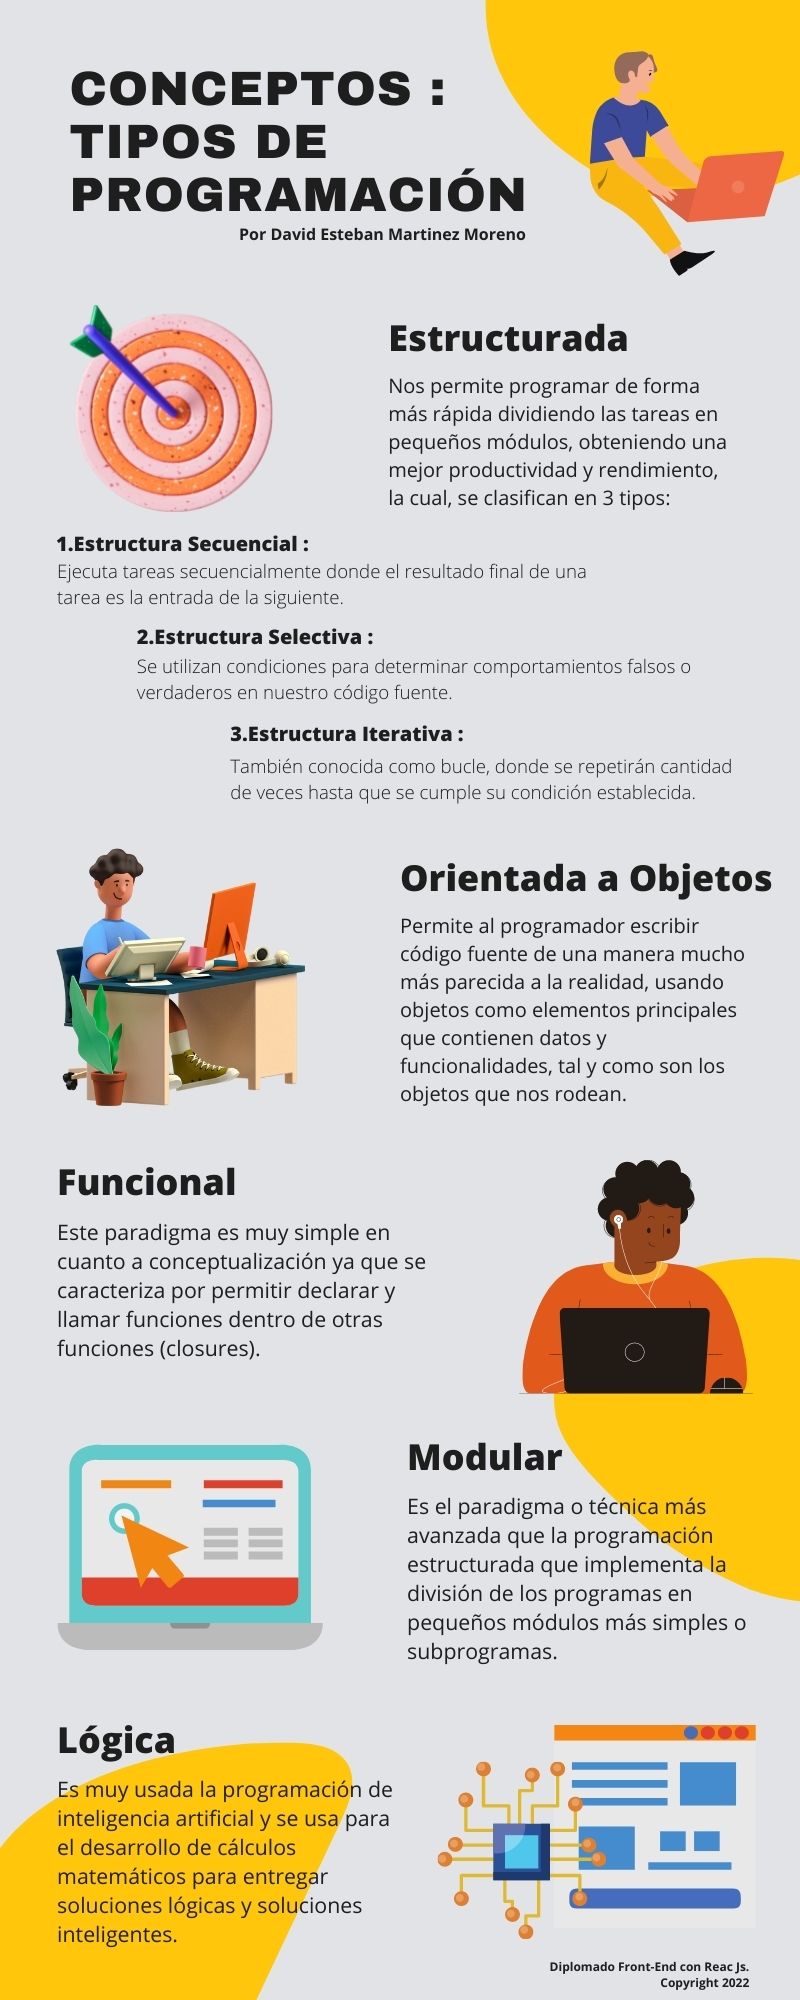 CONCEPTOS :
TIPOS DE
PROGRAMACIÓN
Por David Esteban Martinez Moreno
Estructurada
Nos permite programar de forma
más rápida dividiendo las tareas en
pequeños módulos, obteniendo una
mejor productividad y rendimiento,
la cual, se clasifican en 3 tipos:
1.Estructura Secuencial :
Ejecuta tareas secuencialmente donde el resultado final de una
tarea es la entrada de la siguiente.
2.Estructura Selectiva :
Se utilizan condiciones para determinar comportamientos falsos o
verdaderos en nuestro código fuente.
3.Estructura Iterativa :
También conocida como bucle, donde se repetirán cantidad
de veces hasta que se cumple su condición establecida.
Orientada a Objetos
Permite al programador escribir
código fuente de una manera mucho
más parecida a la realidad, usando
objetos como elementos principales
que contienen datos y
funcionalidades, tal y como son los
objetos que nos rodean.
Funcional
Este paradigma es muy simple en
cuanto a conceptualización ya que se
caracteriza por permitir declarar y
llamar funciones dentro de otras
funciones (closures).
Modular
Es el paradigma o técnica más
avanzada que la programación
estructurada que implementa la
división de los programas en
pequeños módulos más simples o
subprogramas.
Lógica
Es muy usada la programación de
inteligencia artificial y se usa para
el desarrollo de cálculos
matemáticos para entregar
soluciones lógicas y soluciones
inteligentes.
Diplomado Front-End con Reac Js.
Copyright 2022